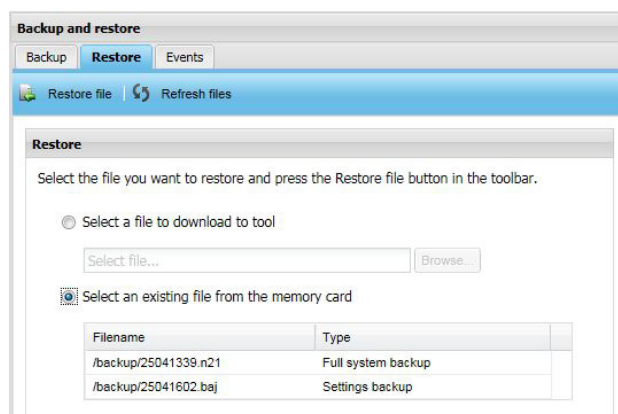 Backup and restore
Backup Restore Events
Restore file Refresh files
Restore
Select the file you want to restore and press the Restore file button in the toolbar.
Select a file to download to tool
Select file... Browse...
Select an existing file from the memory card
Filename Type
/backup/25041339.n21 Full system backup
/backup/25041602.baj Settings backup